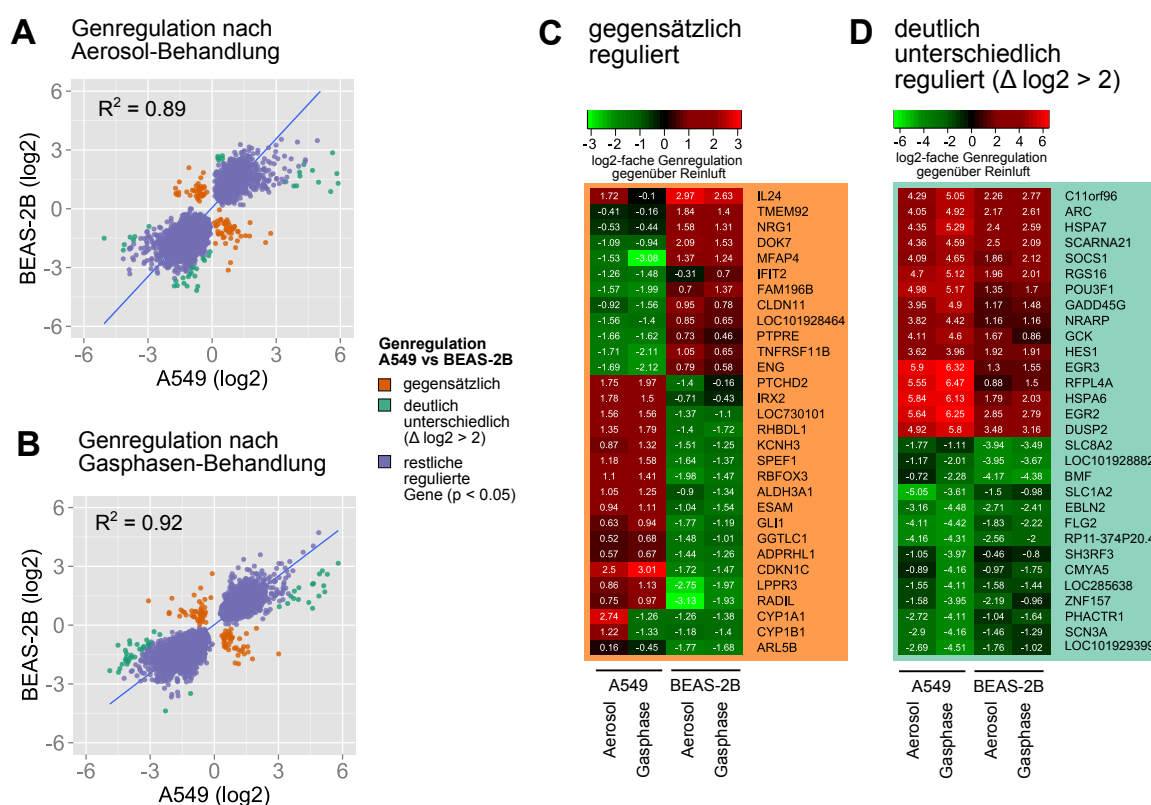 A
Genregulation nach
Aerosol-Behandlung
R² = 0.89
6
3
0
-3
-6
BEAS-2B (log2)
-6 -3 0 3 6
A549 (log2)
Genregulation
A549 vs BEAS-2B
gegensätzlich
deutlich
unterschiedlich
(Δ log2 > 2)
restliche
regulierte
Gene (p < 0.05)
B
Genregulation nach
Gasphasen-Behandlung
R² = 0.92
6
3
0
-3
-6
BEAS-2B (log2)
-6 -3 0 3 6
A549 (log2)
C
gegensätzlich
reguliert
-3 -2 -1 0 1 2 3
log2-fache Genregulation
gegenüber Reinluft
1.72 -0.1 2.97 2.63 IL24
-0.41 -0.16 1.84 1.4 TMEM92
-0.53 -0.44 1.58 1.31 NRG1
-1.09 -0.94 2.09 1.53 DOK7
-1.53 -3.08 1.37 1.24 MFAP4
-1.26 -1.48 -0.31 0.7 IFIT2
-1.57 -1.99 0.7 1.37 FAM196B
-0.92 -1.56 0.95 0.78 CLDN11
-1.56 -1.4 0.85 0.65 LOC101928464
-1.66 -1.62 0.73 0.46 PTPRE
-1.71 -2.11 1.05 0.65 TNFRSF11B
-1.69 -2.12 0.79 0.58 ENG
1.75 1.97 -1.4 -0.16 PTCHD2
1.78 1.5 -0.71 -0.43 IRX2
1.56 1.56 -1.37 -1.1 LOC730101
1.35 1.79 -1.4 -1.72 RHBDL1
0.87 1.32 -1.51 -1.25 KCNH3
1.18 1.58 -1.64 -1.37 SPEF1
1.1 1.41 -1.98 -1.47 RBFOX3
1.05 1.25 -0.9 -1.34 ALDH3A1
0.94 1.11 -1.04 -1.54 ESAM
0.63 0.94 -1.77 -1.19 GLI1
0.52 0.68 -1.48 -1.01 GGTLC1
0.57 0.67 -1.44 -1.26 ADPRHL1
2.5 3.01 -1.72 -1.47 CDKN1C
0.86 1.13 -2.75 -1.97 LPPR3
0.75 0.97 -3.13 -1.93 RADIL
2.74 -1.26 -1.26 -1.38 CYP1A1
1.22 -1.33 -1.18 -1.4 CYP1B1
0.16 -0.45 -1.77 -1.68 ARL5B
A549 BEAS-2B
Aerosol Gasphase Aerosol Gasphase
D
deutlich
unterschiedlich
reguliert (Δ log2 > 2)
-6 -4 -2 0 2 4 6
log2-fache Genregulation
gegenüber Reinluft
4.29 5.05 2.26 2.77 C11orf96
4.05 4.92 2.17 2.61 ARC
4.35 5.29 2.4 2.59 HSPA7
4.36 4.59 2.5 2.09 SCARNA21
4.09 4.65 1.86 2.12 SOCS1
4.7 5.12 1.96 2.01 RGS16
4.98 5.17 1.35 1.7 POU3F1
3.95 4.9 1.17 1.48 GADD45G
3.82 4.42 1.16 1.16 NRARP
4.11 4.6 1.67 0.86 GCK
3.62 3.96 1.92 1.91 HES1
5.9 6.32 1.3 1.55 EGR3
5.55 6.47 0.88 1.5 RFPL4A
5.84 6.13 1.79 2.03 HSPA6
5.64 6.25 2.85 2.79 EGR2
4.92 5.8 3.48 3.16 DUSP2
-1.77 -1.11 -3.94 -3.49 SLC8A2
-1.17 -2.01 -3.95 -3.67 LOC101928882
-0.72 -2.28 -4.17 -4.38 BMF
-5.05 -3.61 -1.5 -0.98 SLC1A2
-3.16 -4.48 -2.71 -2.41 EBLN2
-4.11 -4.42 -1.83 -2.22 FLG2
-4.16 -4.31 -2.56 -2 RP11-374P20.4
-1.05 -3.97 -0.46 -0.8 SH3RF3
-0.89 -4.16 -0.97 -1.75 CMYA5
-1.55 -4.11 -1.58 -1.44 LOC285638
-1.58 -3.95 -2.19 -0.96 ZNF157
-2.72 -4.11 -1.04 -1.64 PHACTR1
-2.9 -4.16 -1.46 -1.29 SCN3A
-2.69 -4.51 -1.76 -1.02 LOC101929399
A549 BEAS-2B
Aerosol Gasphase Aerosol Gasphase